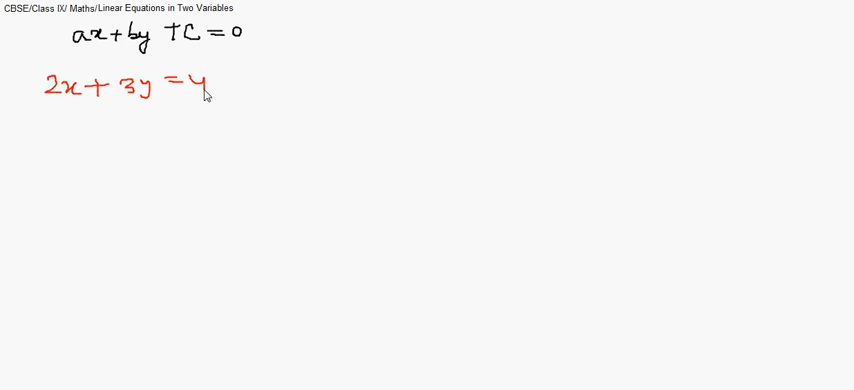 CBSE/Class IX/ Maths/Linear Equations in Two Variables
ax+by+c=0
2x+3y=4